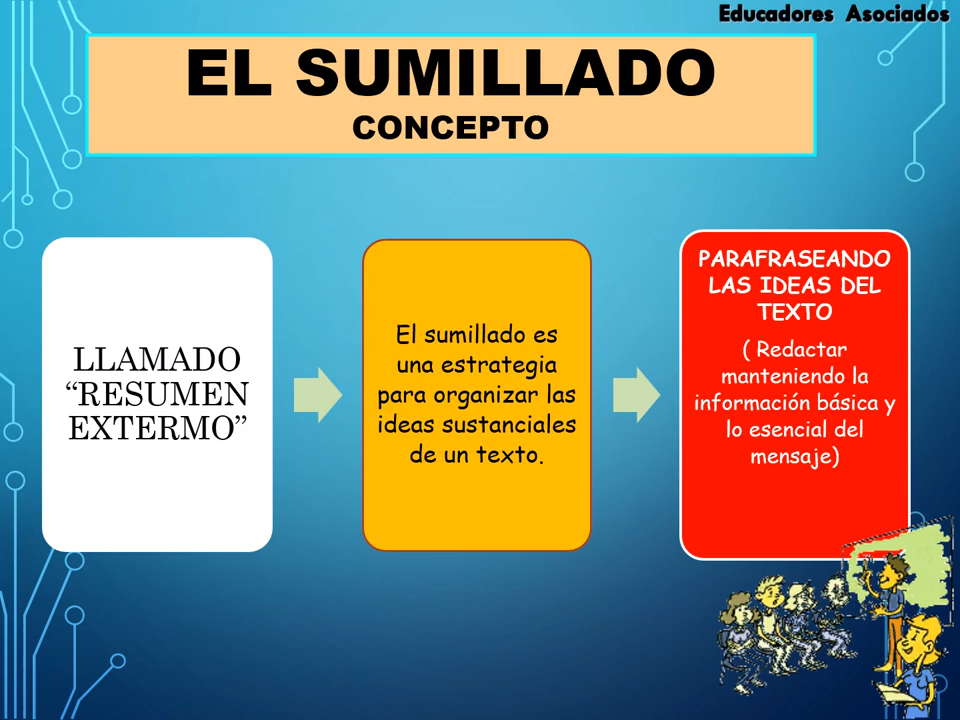 Educadores Asociados
EL SUMILLADO
CONCEPTO
LLAMADO
“RESUMEN
EXTERMO”
El sumillado es
una estrategia
para organizar las
ideas sustanciales
de un texto.
PARAFRASEANDO
LAS IDEAS DEL
TEXTO
( Redactar
manteniendo la
información básica y
lo esencial del
mensaje)